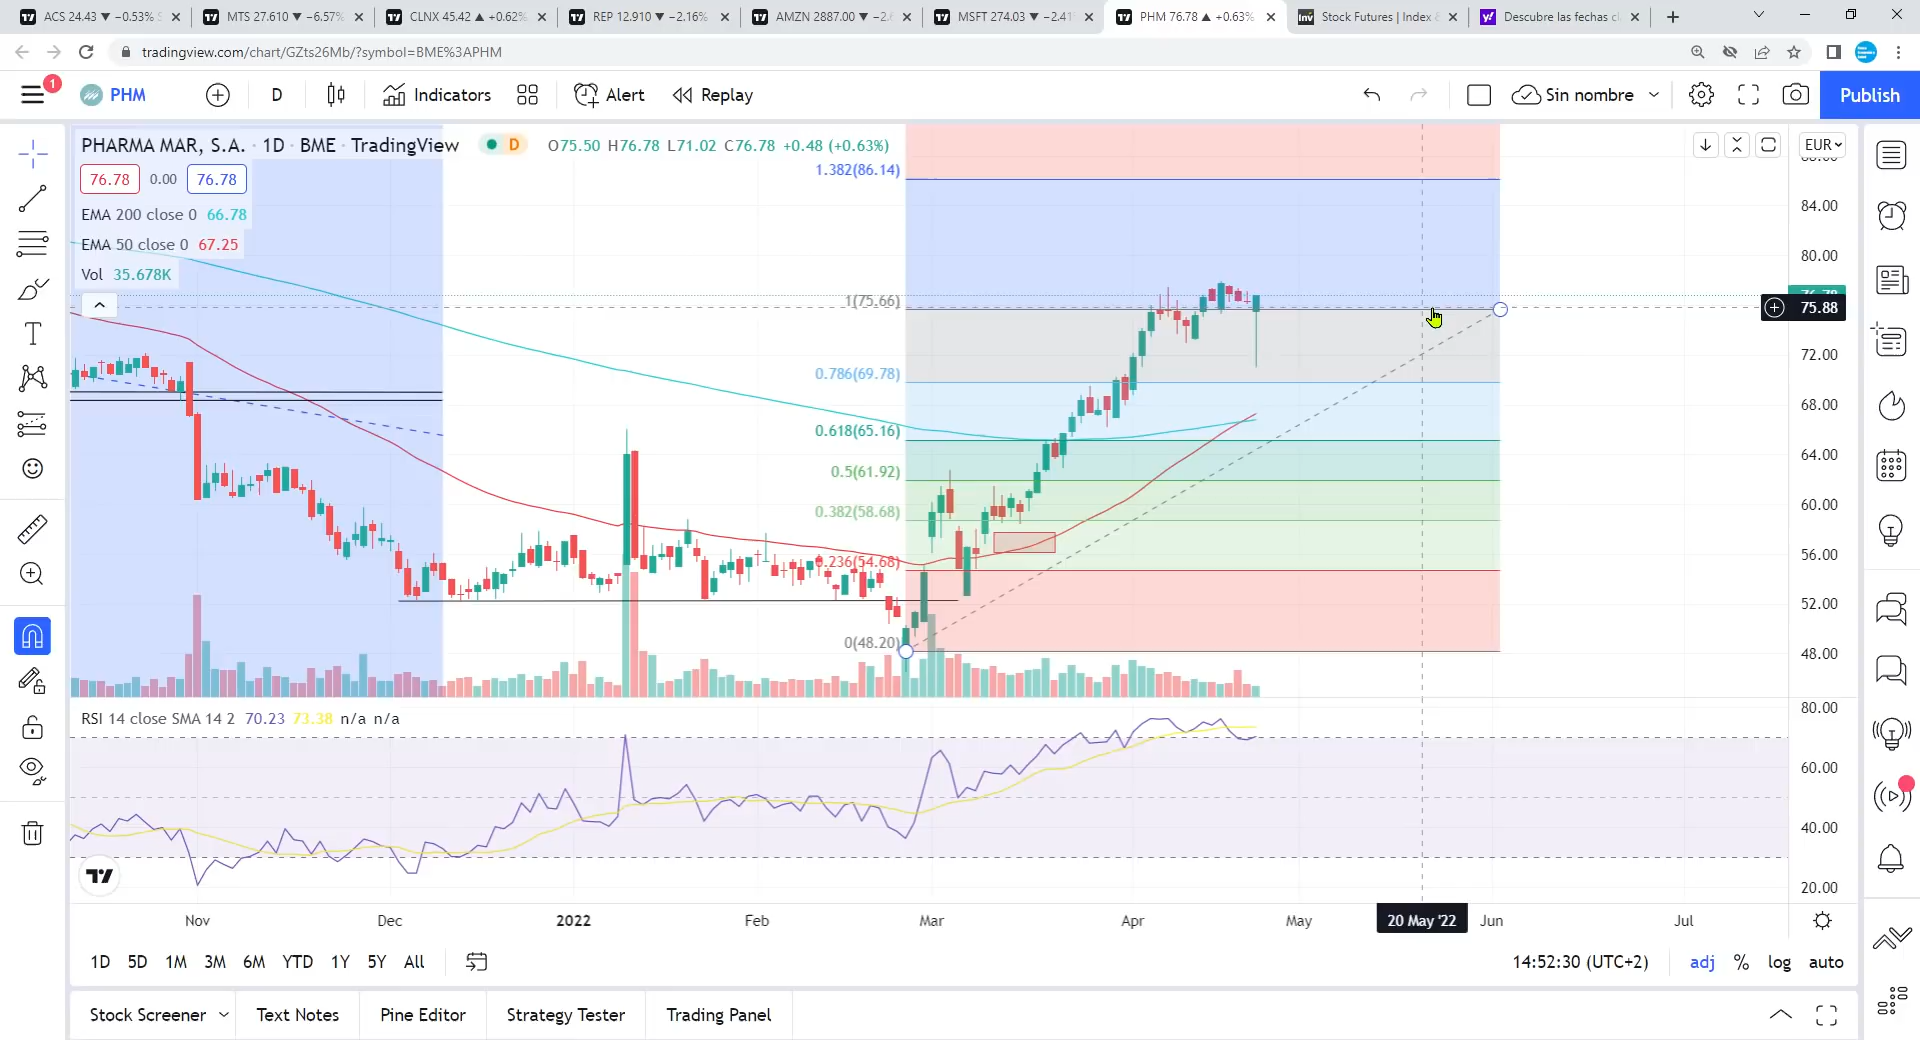 ACS 24.43 ▼ −0.53%
MTS 27.610 ▼ −6.57%
CLNX 45.42 ▲ +0.62%
REP 12.910 ▼ −2.16%
AMZN 2887.00 ▼
MSFT 274.03 ▼ −2.41%
PHM 76.78 ▲ +0.63%
Inv Stock Futures | Index
y! Descubre las fechas
tradingview.com/chart/GZts26Mb/?symbol=BME%3APHM
1
PHM
D
Indicators
Alert
Replay
Sin nombre
Publish
PHARMA MAR, S.A. · 1D · BME · TradingView
D
O75.50 H76.78 L71.02 C76.78 +0.48 (+0.63%)
EUR
76.78 0.00 76.78
EMA 200 close 0 66.78
EMA 50 close 0 67.25
Vol 35.678K
1.382(86.14)
1(75.66)
0.786(69.78)
0.618(65.16)
0.5(61.92)
0.382(58.68)
0.236(54.68)
0(48.20)
84.00
80.00
75.88
72.00
68.00
64.00
60.00
56.00
52.00
48.00
RSI 14 close SMA 14 2 70.23 73.38 n/a n/a
80.00
60.00
40.00
20.00
Nov Dec 2022 Feb Mar Apr May 20 May '22 Jun Jul
1D 5D 1M 3M 6M YTD 1Y 5Y All
14:52:30 (UTC+2) adj % log auto
Stock Screener Text Notes Pine Editor Strategy Tester Trading Panel